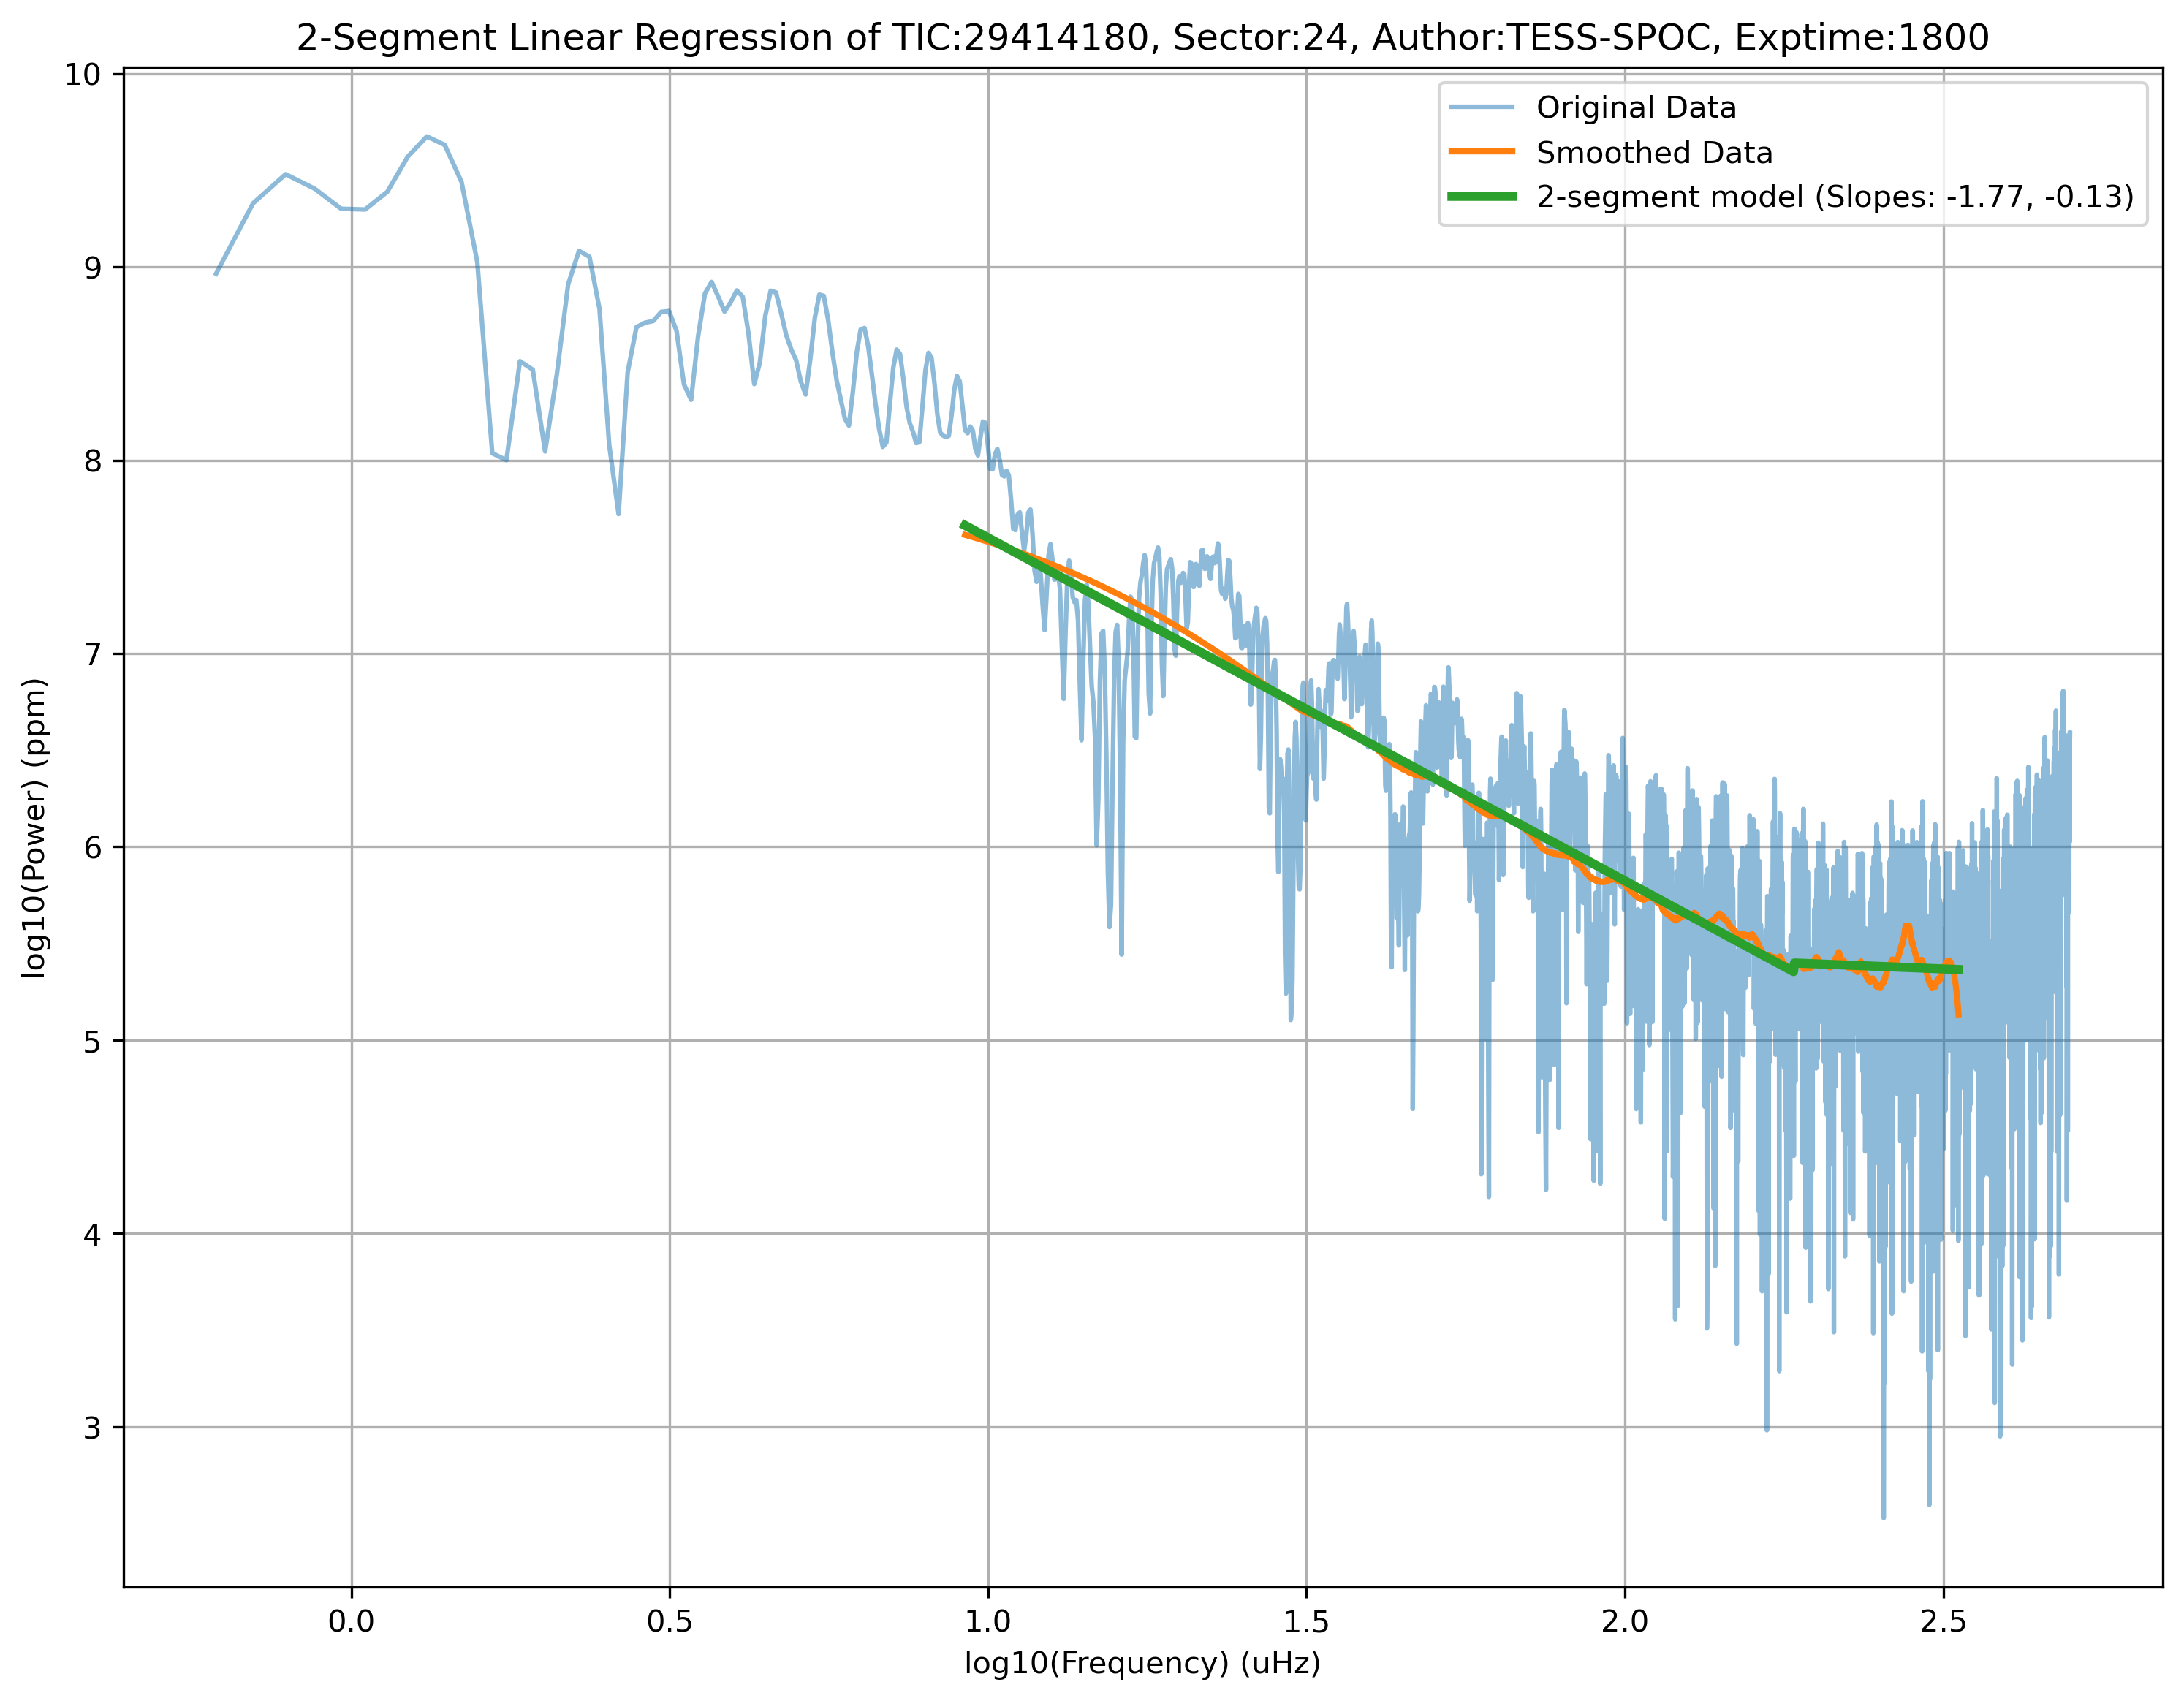 2-Segment Linear Regression of TIC:29414180, Sector:24, Author:TESS-SPOC, Exptime:1800
Original Data
Smoothed Data
2-segment model (Slopes: -1.77, -0.13)
log10(Power) (ppm)
10
9
8
7
6
5
4
3
0.0 0.5 1.0 1.5 2.0 2.5
log10(Frequency) (uHz)